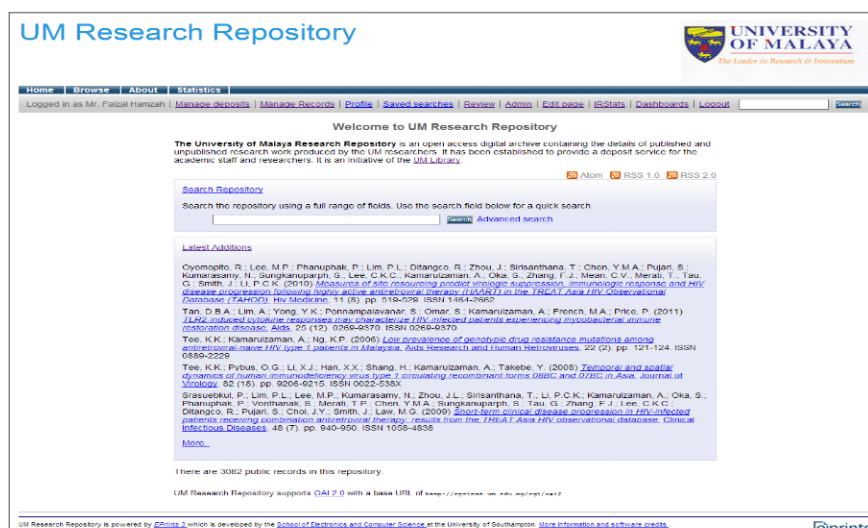 UM Research Repository
UNIVERSITY
OF MALAYA
The Leader in Research & Innovation
Home | Browse | About | Statistics
Logged in as Mr. Faizal Hamzah | Manage deposits | Manage Records | Profile | Saved searches | Review | Admin | Edit page | IRStats | Dashboards | Logout Search
Welcome to UM Research Repository
The University of Malaya Research Repository is an open access digital archive containing the details of published and
unpublished research work produced by the UM researchers. It has been established to provide a deposit service for the
academic staff and researchers. It is an initiative of the UM Library.
Atom RSS 1.0 RSS 2.0
Search Repository
Search the repository using a full range of fields. Use the search field below for a quick search.
Search Advanced search
Latest Additions
Oyomopito, R.; Lee, M.P.; Phanuphak, P.; Lim, P.L.; Ditangco, R.; Zhou, J.; Sirisanthana, T.; Chen, Y.M.A.; Pujari, S.;
Kumarasamy, N.; Sungkanuparph, S.; Lee, C.K.C.; Kamarulzaman, A.; Oka, S.; Zhang, F.J.; Mean, C.V.; Merati, T.; Tau,
G.; Smith, J.; Li, P.C.K. (2010) Measures of site resourcing predict virologic suppression, immunologic response and HIV
disease progression following highly active antiretroviral therapy (HAART) in the TREAT Asia HIV Observational
Database (TAHOD). Hiv Medicine, 11 (8). pp. 519-529. ISSN 1464-2662
Tan, D.B.A.; Lim, A.; Yong, Y.K.; Ponnampalavanar, S.; Omar, S.; Kamarulzaman, A.; French, M.A.; Price, P. (2011)
TLR2-induced cytokine responses may characterize HIV-infected patients experiencing mycobacterial immune
restoration disease. Aids, 25 (12). 0269-9370. ISSN 0269-9370
Tee, K.K.; Kamarulzaman, A.; Ng, K.P. (2006) Low prevalence of genotypic drug resistance mutations among
antiretroviral-naive HIV type 1 patients in Malaysia. Aids Research and Human Retroviruses, 22 (2). pp. 121-124. ISSN
0889-2229
Tee, K.K.; Pybus, O.G.; Li, X.J.; Han, X.X.; Shang, H.; Kamarulzaman, A.; Takebe, Y. (2008) Temporal and spatial
dynamics of human immunodeficiency virus type 1 circulating recombinant forms 08BC and 07BC in Asia. Journal of
Virology, 82 (18). pp. 9206-9215. ISSN 0022-538X
Srasuebkul, P.; Lim, P.L.; Lee, M.P.; Kumarasamy, N.; Zhou, J.L.; Sirisanthana, T.; Li, P.C.K.; Kamarulzaman, A.; Oka, S.;
Phanuphak, P.; Vonthanak, S.; Merati, T.P.; Chen, Y.M.A.; Sungkanuparph, S.; Tau, G.; Zhang, F.J.; Lee, C.K.C.;
Ditangco, R.; Pujari, S.; Choi, J.Y.; Smith, J.; Law, M.G. (2009) Short-term clinical disease progression in HIV-infected
patients receiving combination antiretroviral therapy: results from the TREAT Asia HIV observational database. Clinical
Infectious Diseases, 48 (7). pp. 940-950. ISSN 1058-4838
More..
There are 3082 public records in this repository.
UM Research Repository supports OAI 2.0 with a base URL of http://eprints.um.edu.my/cgi/oai2
UM Research Repository is powered by EPrints 3 which is developed by the School of Electronics and Computer Science at the University of Southampton. More information and software credits.
eprints